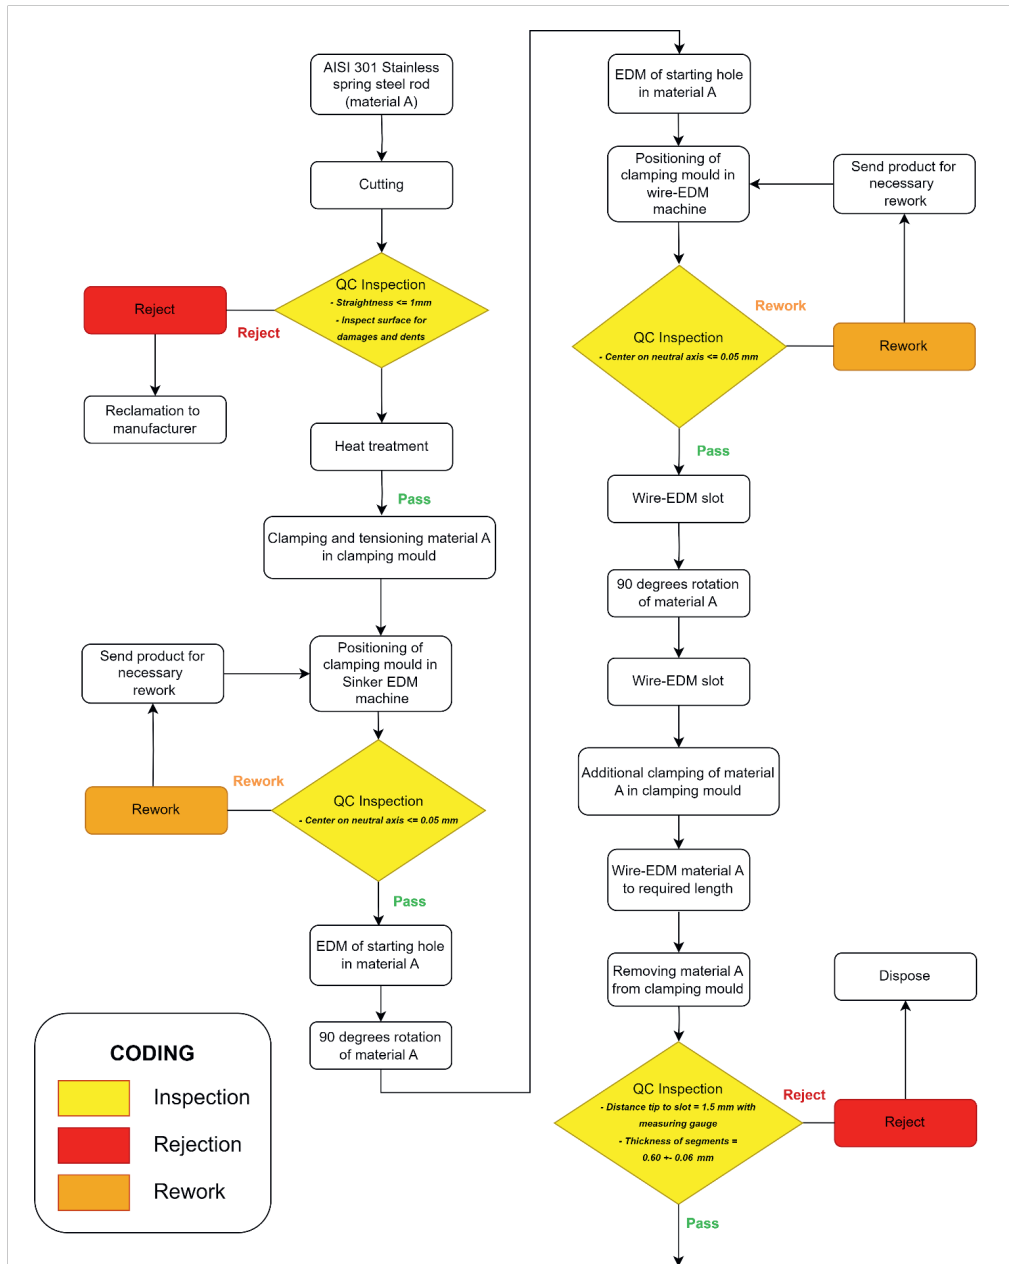 AISI 301 Stainless
spring steel rod
(material A)
Cutting
QC Inspection
- Straightness <= 1mm
- Inspect surface for
damages and dents
Reject
Reject
Reclamation to
manufacturer
Heat treatment
Pass
Clamping and tensioning material A
in clamping mould
Send product for
necessary
rework
Positioning of
clamping mould in
Sinker EDM
machine
Rework
Rework
QC Inspection
- Center on neutral axis <= 0.05 mm
Pass
EDM of starting hole
in material A
90 degrees rotation
of material A
CODING
Inspection
Rejection
Rework
EDM of starting hole
in material A
Positioning of
clamping mould in
wire-EDM
machine
Send product for
necessary
rework
Rework
QC Inspection
- Center on neutral axis <= 0.05 mm
Rework
Pass
Wire-EDM slot
90 degrees rotation
of material A
Wire-EDM slot
Additional clamping of material
A in clamping mould
Wire-EDM material A
to required length
Removing material A
from clamping mould
Dispose
QC Inspection
- Distance tip to slot = 1.5 mm with
measuring gauge
- Thickness of segments =
0.60 +- 0.06 mm
Reject
Reject
Pass